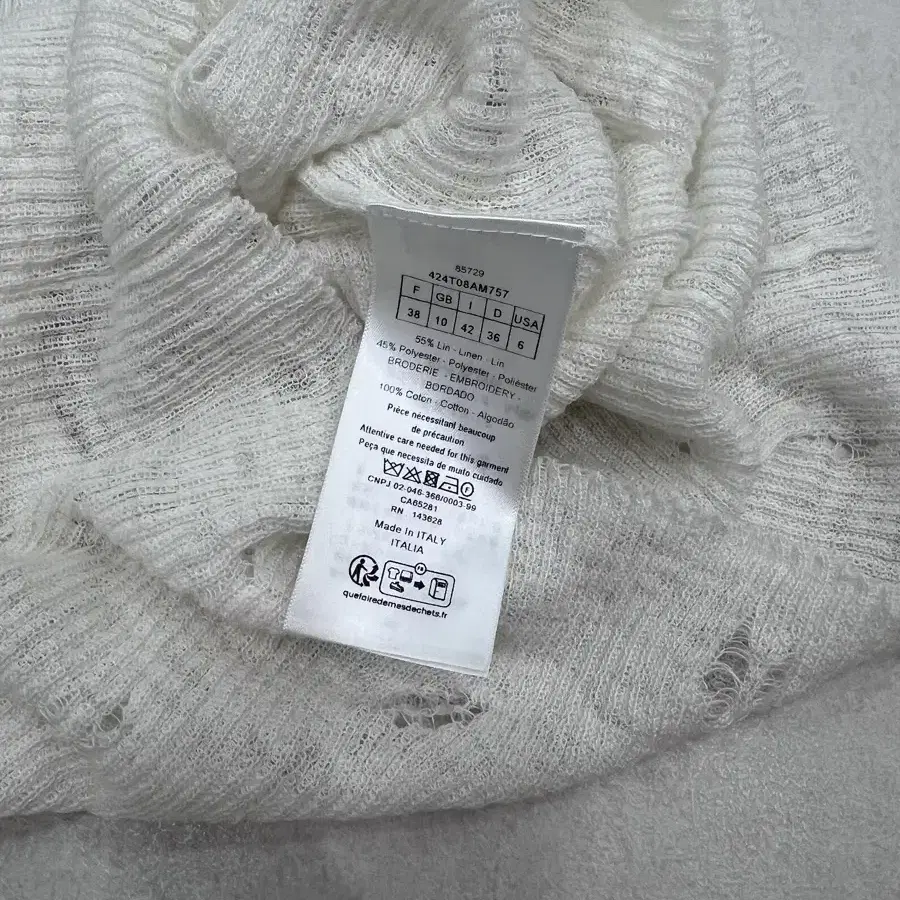 85729
424T08AM757
F GB I D USA
38 10 42 36 6
55% Lin - Linen - Lin
45% Polyester - Polyester - Poliéster
BRODERIE - EMBROIDERY -
BORDADO
100% Coton - Cotton - Algodão
Pièce nécessitant beaucoup
de précaution
Attentive care needed for this garment
Peça que necessita de muito cuidado
F
CNPJ 02-046-366/0003-99
CA65281
RN 143628
Made in ITALY
ITALIA
FR
quefairedemesdechets.fr